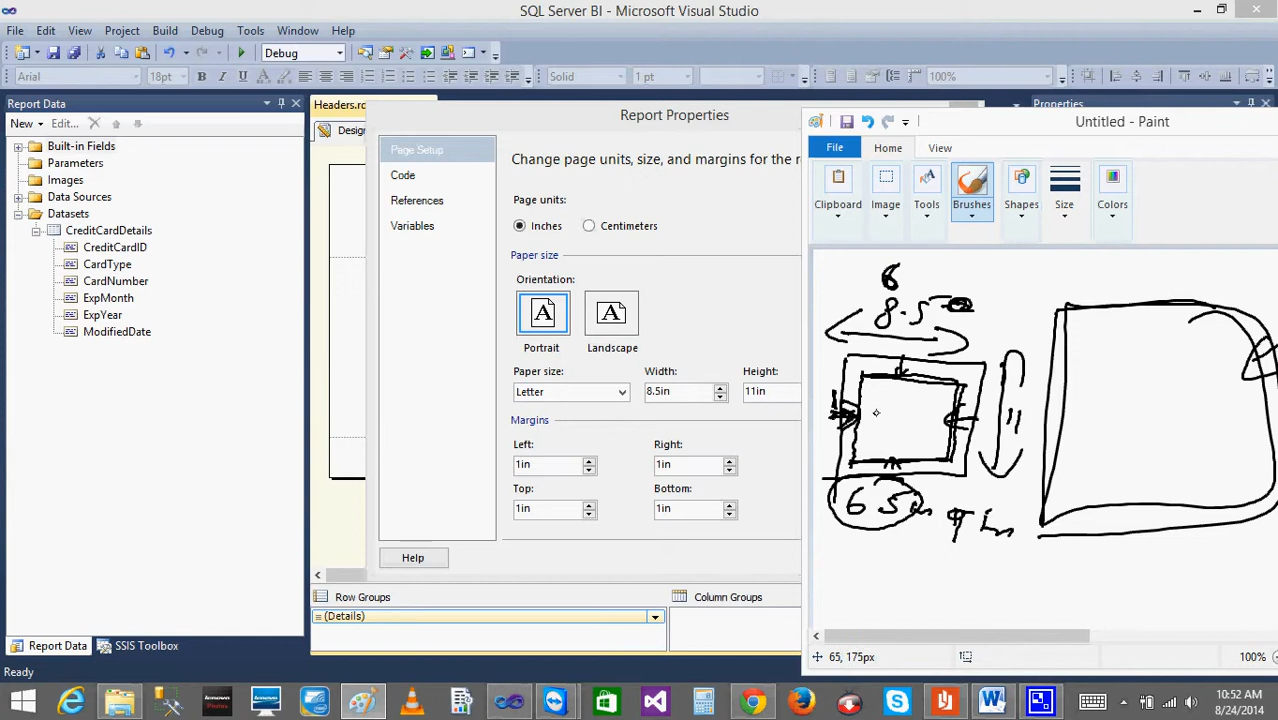 SQL Server BI - Microsoft Visual Studio
File Edit View Project Build Debug Tools Window Help
Debug
Arial 18pt B I U A Solid 1 pt 100%
Report Data
New Edit...
Built-in Fields
Parameters
Images
Data Sources
Datasets
CreditCardDetails
CreditCardID
CardType
CardNumber
ExpMonth
ExpYear
ModifiedDate
Report Data SSIS Toolbox
Ready
Headers.r
Desig
Row Groups
(Details)
Column Groups
Report Properties
Page Setup
Code
References
Variables
Help
Change page units, size, and margins for the r
Page units:
Inches Centimeters
Paper size
Orientation:
A A
Portrait Landscape
Paper size: Width: Height:
Letter 8.5in 11in
Margins
Left: Right:
1in 1in
Top: Bottom:
1in 1in
Properties
Untitled - Paint
File Home View
Clipboard Image Tools Brushes Shapes Size Colors
6
8.5
11
6 5in 9 in
65, 175px 100%
10:52 AM
8/24/2014